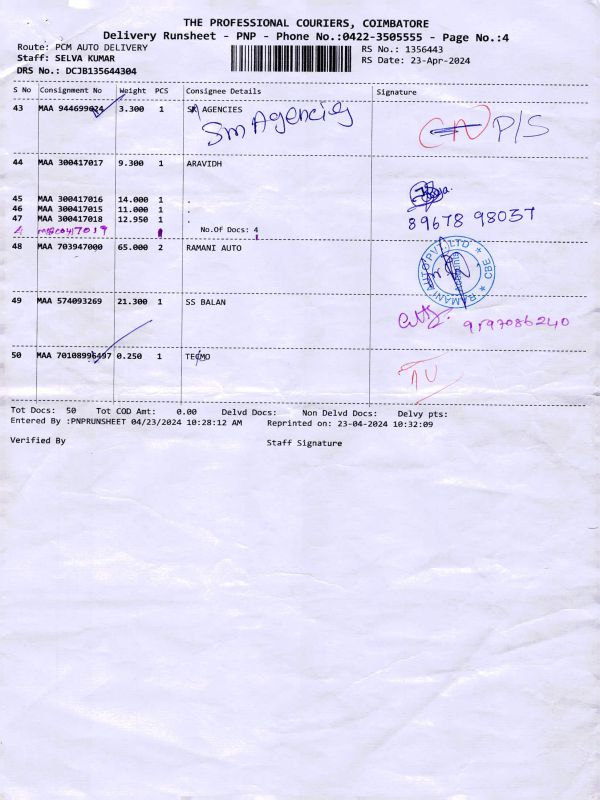 THE PROFESSIONAL COURIERS, COIMBATORE
Delivery Runsheet - PNP - Phone No.:0422-3505555 - Page No.:4
Route: PCM AUTO DELIVERY RS No.: 1356443
Staff: SELVA KUMAR RS Date: 23-Apr-2024
DRS No.: DCJB135644304
S No Consignment No Weight PCS Consignee Details Signature
43 MAA 944699024 3.300 1 AGENCIES
Sm Agencies P/S
44 MAA 300417017 9.300 1 ARAVIDH
45 MAA 300417016 14.000 1 .
46 MAA 300417015 11.000 1 .
47 MAA 300417018 12.950 1 .
89678 98037
No.Of Docs: 4
48 MAA 703947000 65.000 2 RAMANI AUTO
RAMANI AUTO PVT. LTD * CBE *
49 MAA 574093269 21.300 1 SS BALAN
9197086240
50 MAA 70108996497 0.250 1
Tot Docs: 50 Tot COD Amt: 0.00 Delvd Docs: Non Delvd Docs: Delvy pts:
Entered By :PNPRUNSHEET 04/23/2024 10:28:12 AM Reprinted on: 23-04-2024 10:32:09
Verified By Staff Signature